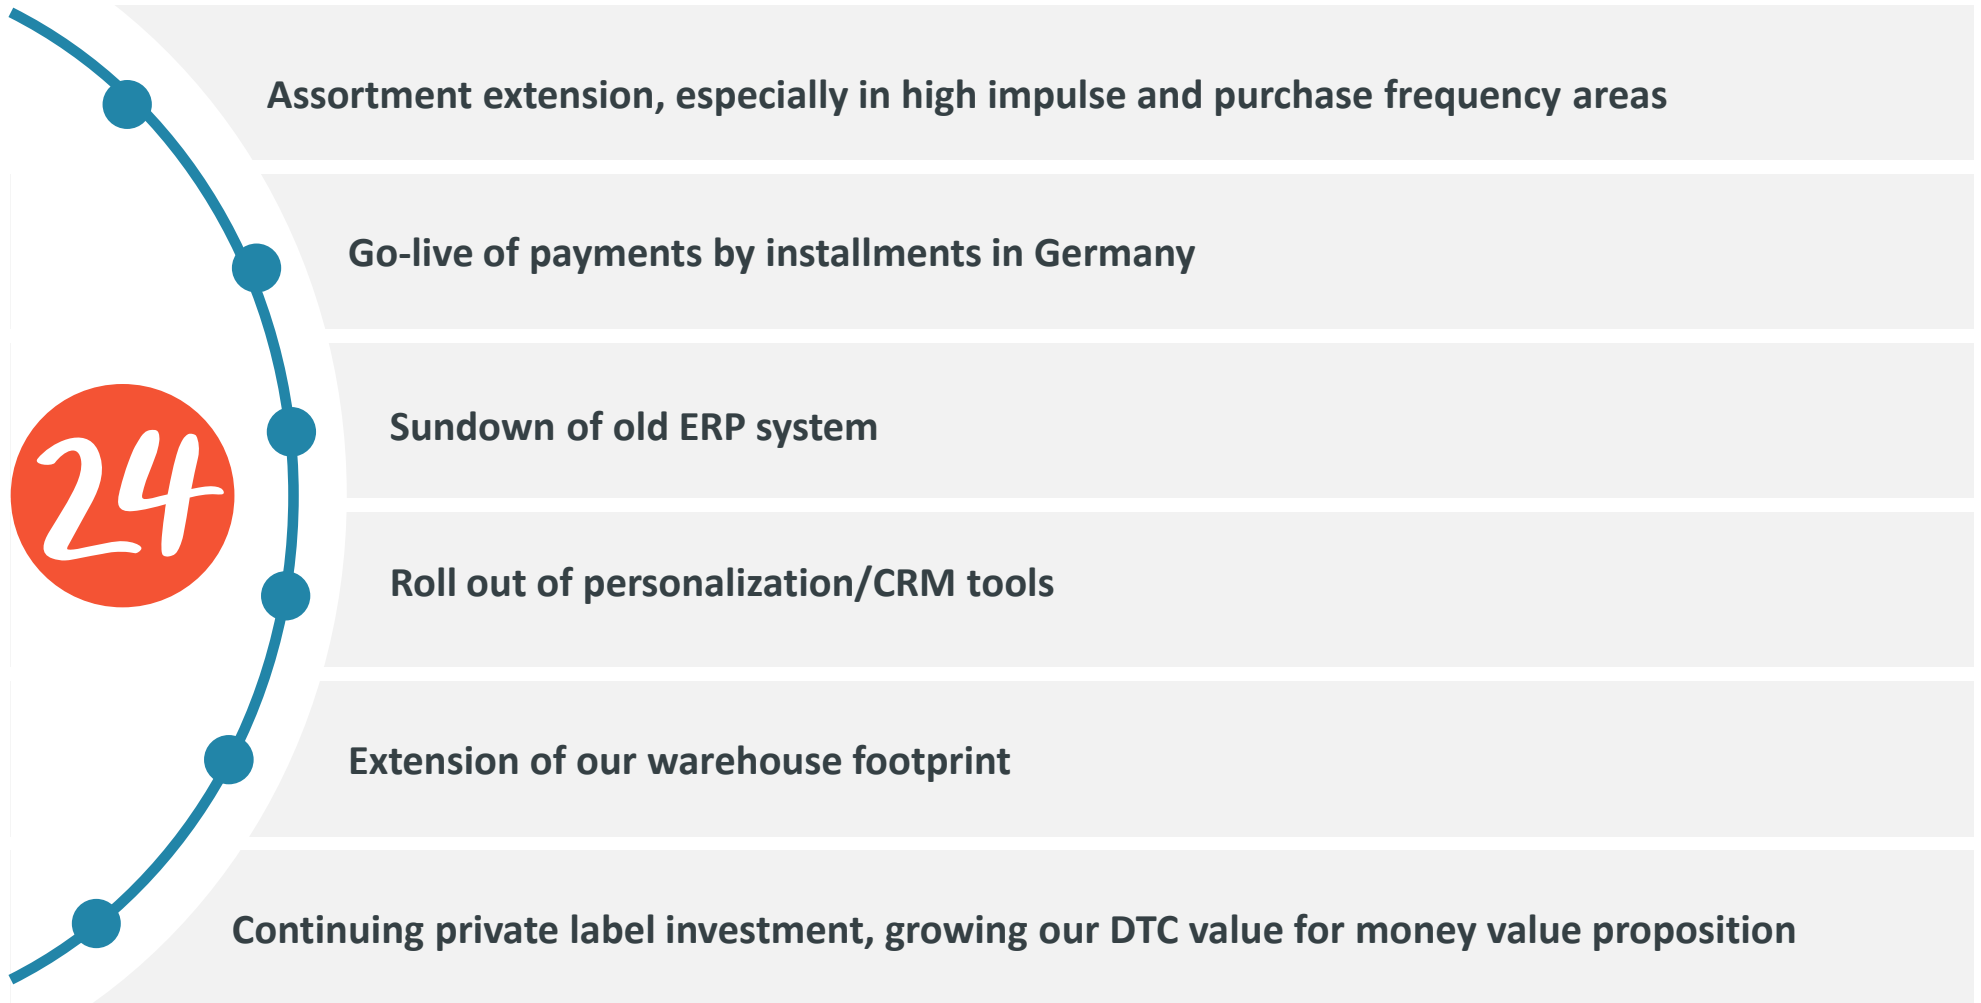 Assortment extension, especially in high impulse and purchase frequency areas
Go-live of payments by installments in Germany
24
Sundown of old ERP system
Roll out of personalization/CRM tools
Extension of our warehouse footprint
Continuing private label investment, growing our DTC value for money value proposition